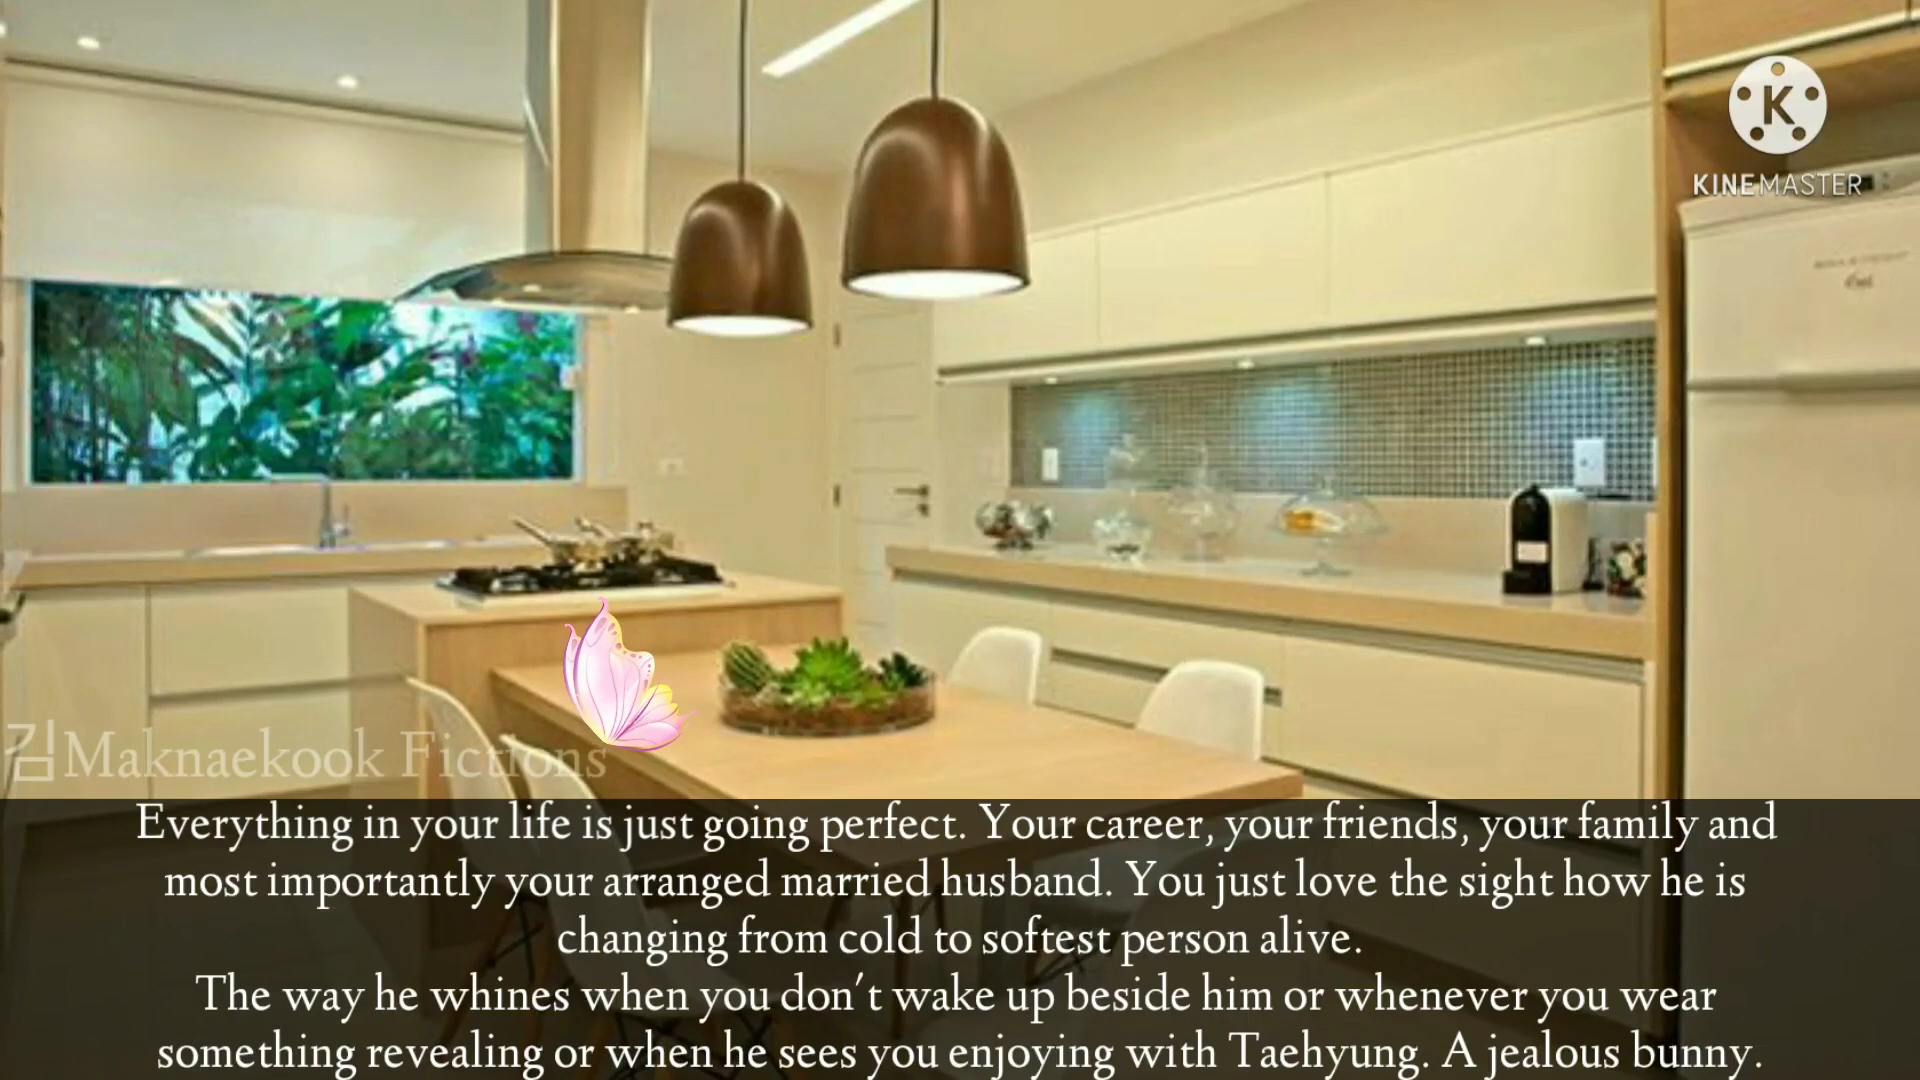 K
KINEMASTER
김Maknaekook Fictions
Everything in your life is just going perfect. Your career, your friends, your family and
most importantly your arranged married husband. You just love the sight how he is
changing from cold to softest person alive.
The way he whines when you don't wake up beside him or whenever you wear
something revealing or when he sees you enjoying with Taehyung. A jealous bunny.